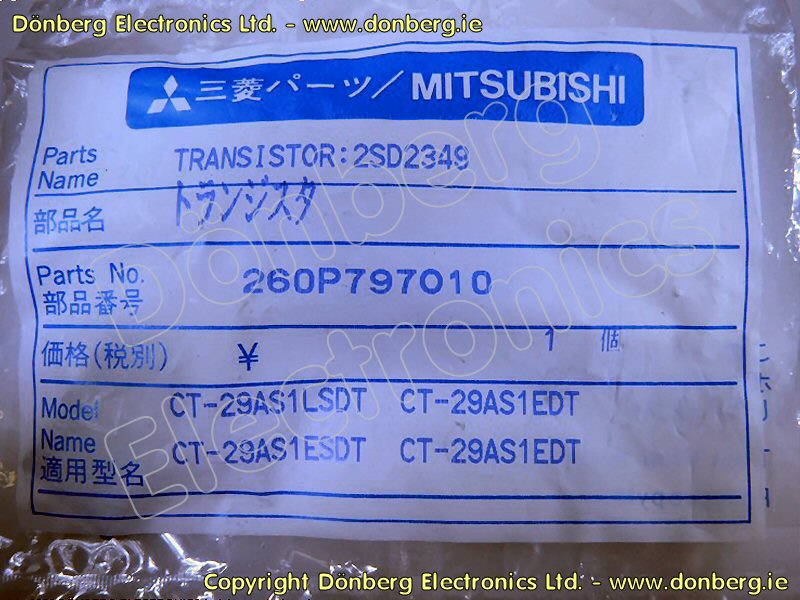 Dönberg Electronics Ltd. - www.donberg.ie
三菱パーツ/MITSUBISHI
Parts Name TRANSISTOR:2SD2349
部品名 トランジスタ
Parts No. 260P797010
部品番号
価格(税別) ¥ 1 個
Model CT-29AS1LSDT CT-29AS1EDT
Name CT-29AS1ESDT CT-29AS1EDT
適用型名
Dönberg
Electronics
Copyright Dönberg Electronics Ltd. - www.donberg.ie